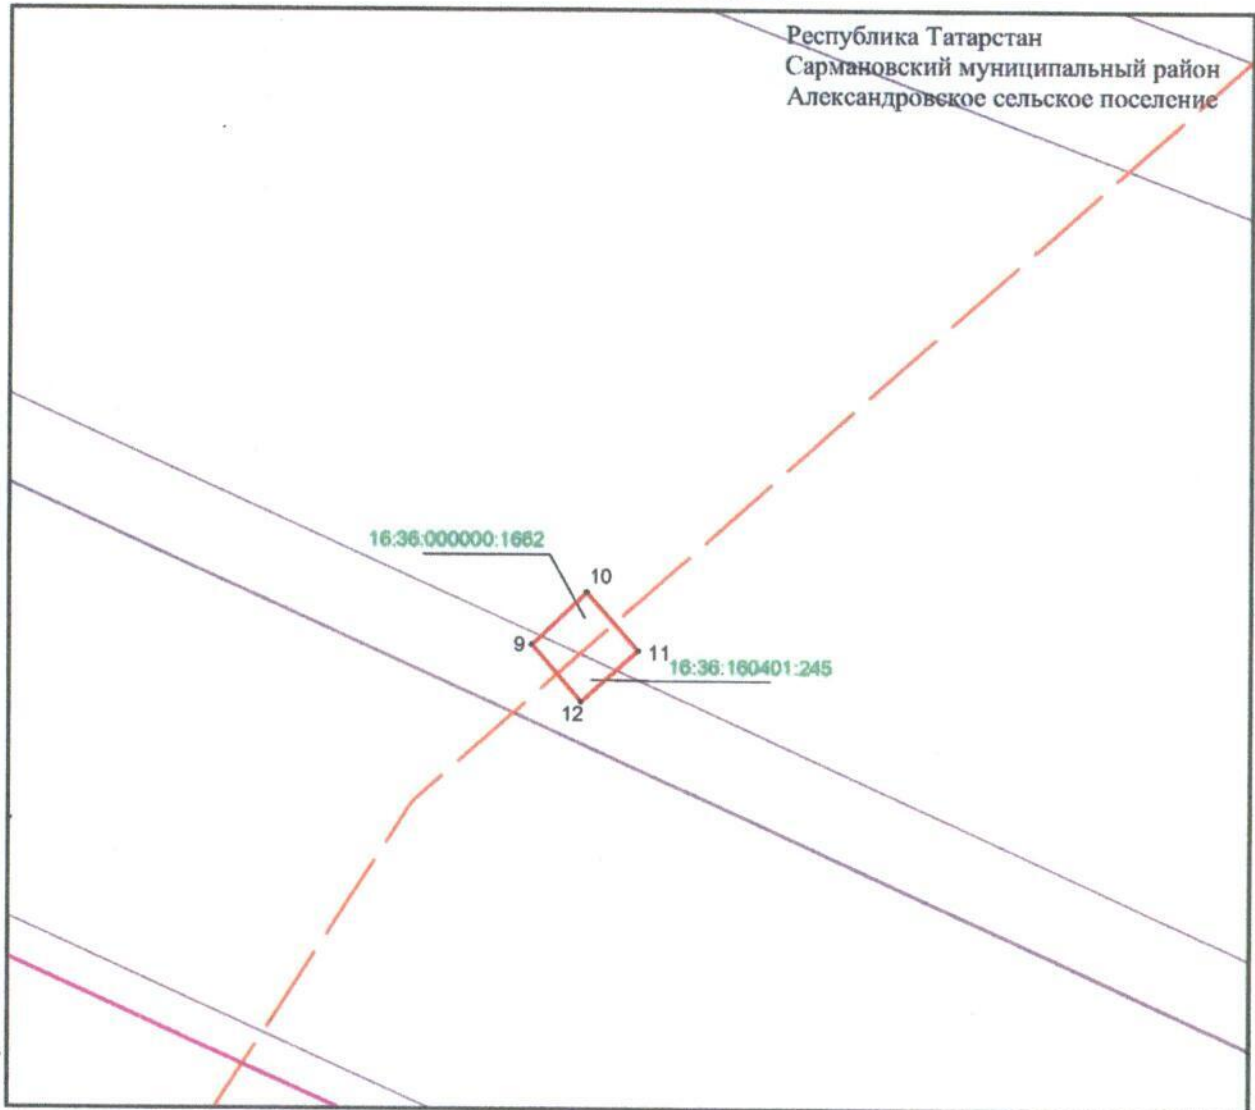 Республика Татарстан
Сармановский муниципальный район
Александровское сельское поселение
16:36:000000:1662
10
9
11
16:36:160401:245
12